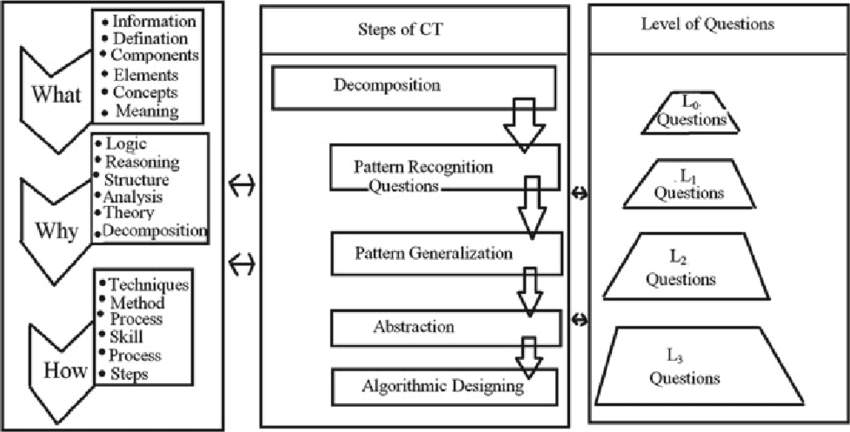 What
Information
Defination
Components
Elements
Concepts
Meaning
Why
Logic
Reasoning
Structure
Analysis
Theory
Decomposition
How
Techniques
Method
Process
Skill
Process
Steps
Steps of CT
Decomposition
Pattern Recognition
Questions
Pattern Generalization
Abstraction
Algorithmic Designing
Level of Questions
L0
Questions
L1
Questions
L2
Questions
L3
Questions